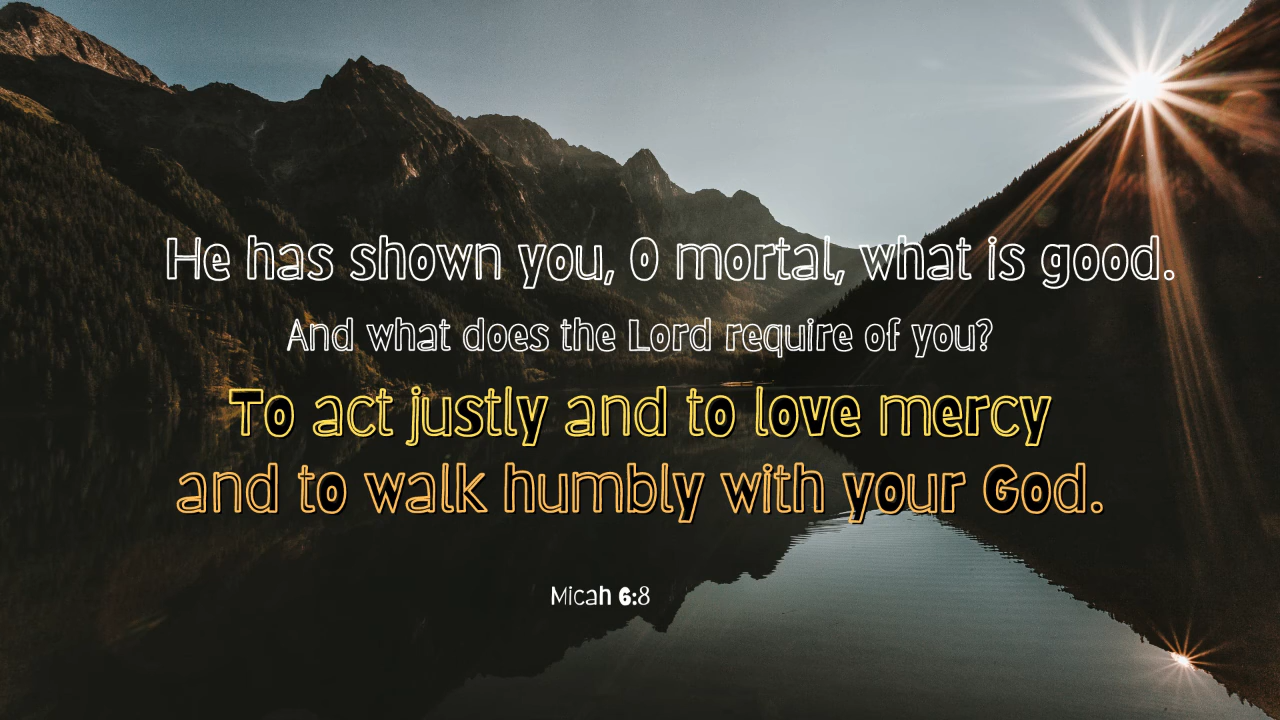 He has shown you, O mortal, what is good.
And what does the Lord require of you?
To act justly and to love mercy
and to walk humbly with your God.
Micah 6:8